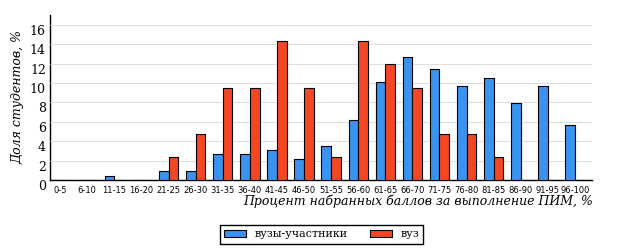 16
14
12
10
8
6
4
2
0
Доля студентов, %
0-5 6-10 11-15 16-20 21-25 26-30 31-35 36-40 41-45 46-50 51-55 56-60 61-65 66-70 71-75 76-80 81-85 86-90 91-95 96-100
Процент набранных баллов за выполнение ПИМ, %
вузы-участники вуз